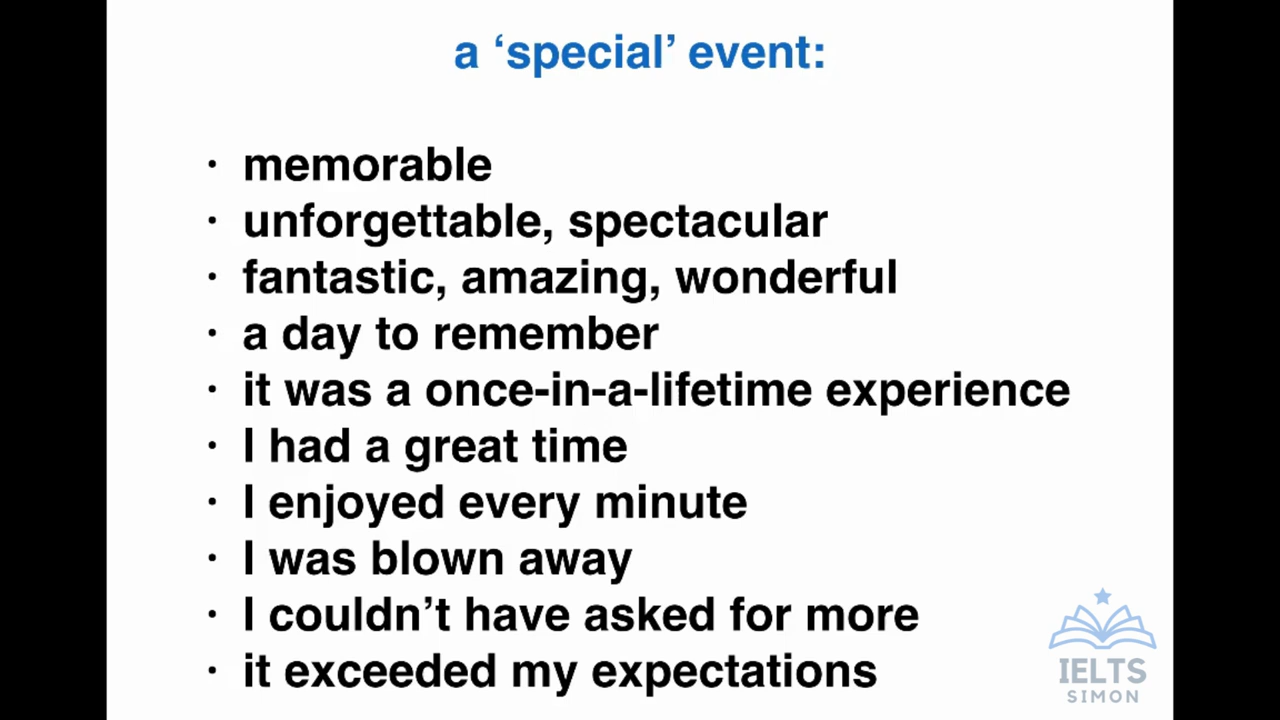 a ‘special’ event:
· memorable
· unforgettable, spectacular
· fantastic, amazing, wonderful
· a day to remember
· it was a once-in-a-lifetime experience
· I had a great time
· I enjoyed every minute
· I was blown away
· I couldn’t have asked for more
· it exceeded my expectations
IELTS
SIMON